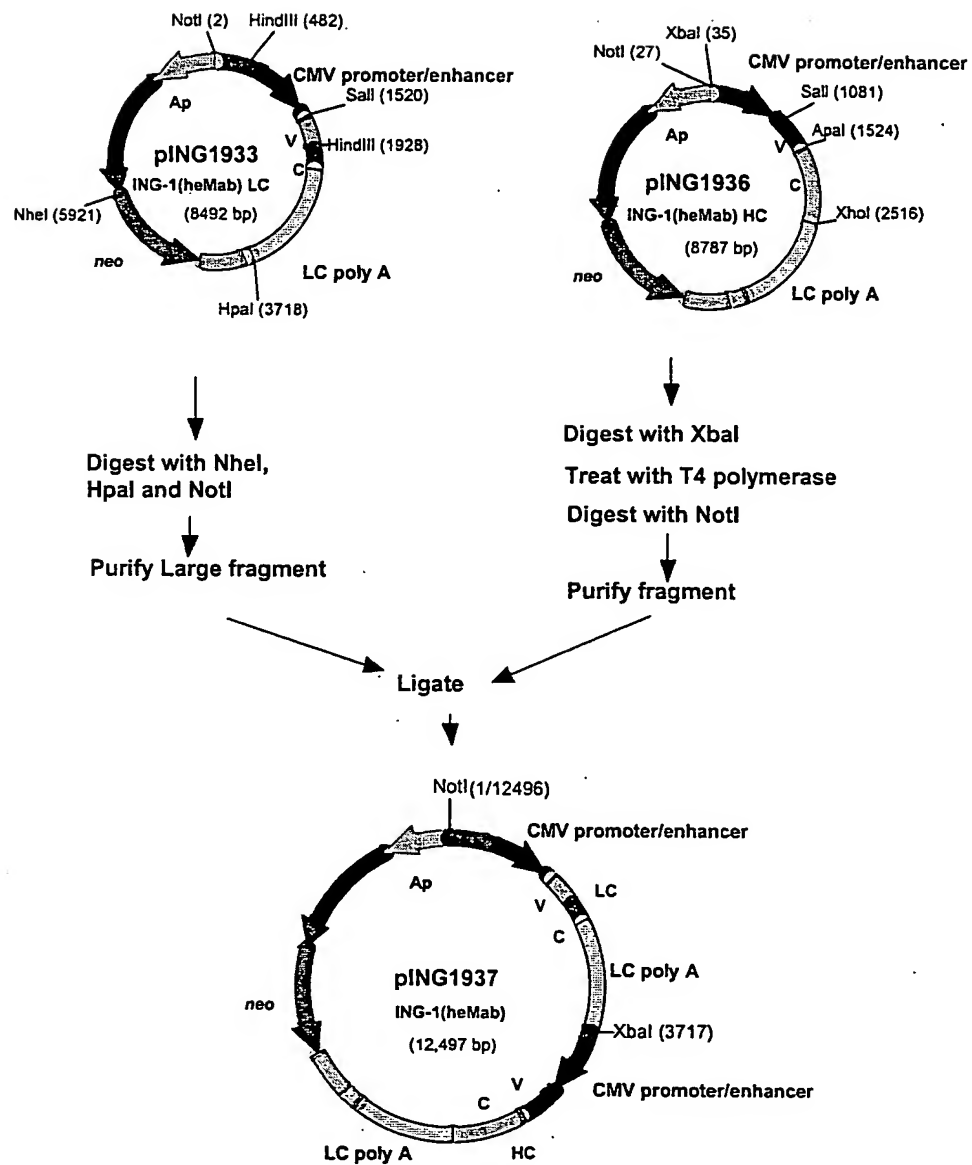 NotI (2)
HindIII (482)
CMV promoter/enhancer
SalI (1520)
Ap
V
HindIII (1928)
C
pING1933
ING-1(heMab) LC
(8492 bp)
NheI (5921)
neo
LC poly A
HpaI (3718)
XbaI (35)
NotI (27)
CMV promoter/enhancer
SalI (1081)
ApaI (1524)
Ap
V
C
pING1936
ING-1(heMab) HC
(8787 bp)
XhoI (2516)
neo
LC poly A
Digest with NheI,
HpaI and NotI
Purify Large fragment
Digest with XbaI
Treat with T4 polymerase
Digest with NotI
Purify fragment
Ligate
NotI (1/12496)
CMV promoter/enhancer
Ap
LC
V
C
LC poly A
pING1937
ING-1(heMab)
(12,497 bp)
neo
XbaI (3717)
CMV promoter/enhancer
V
C
LC poly A
HC